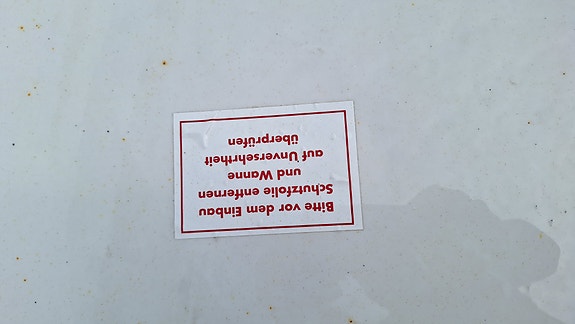 Bitte vor dem Einbau
Schutzfolie entfernen
und Wanne
auf Unversehrtheit
überprüfen